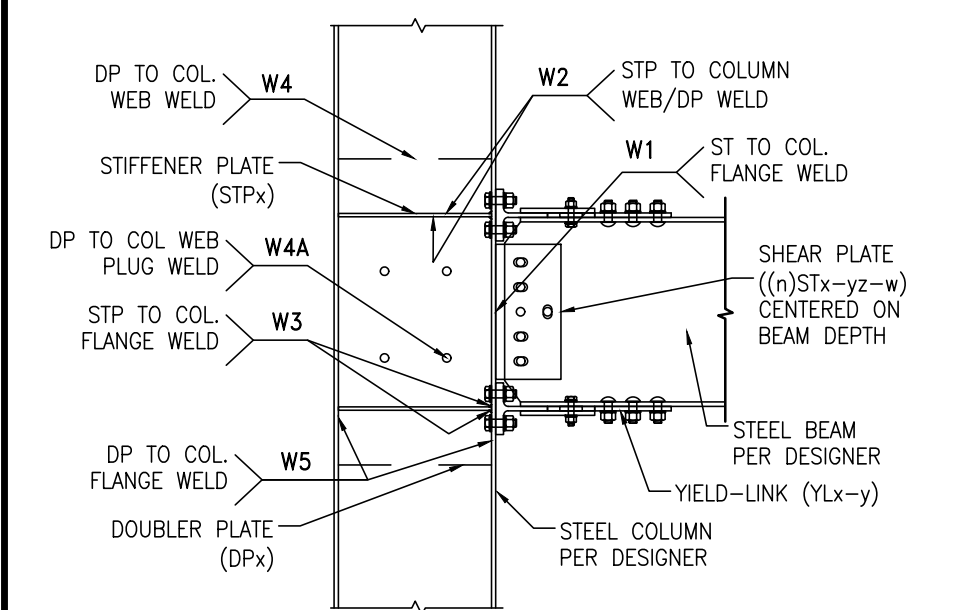 DP TO COL.
WEB WELD
W4
W2
STP TO COLUMN
WEB/DP WELD
W1
ST TO COL.
FLANGE WELD
STIFFENER PLATE
(STPx)
DP TO COL WEB
PLUG WELD
W4A
SHEAR PLATE
((n)STx-yz-w)
CENTERED ON
BEAM DEPTH
STP TO COL.
FLANGE WELD
W3
DP TO COL.
FLANGE WELD
W5
STEEL BEAM
PER DESIGNER
YIELD-LINK (YLx-y)
DOUBLER PLATE
(DPx)
STEEL COLUMN
PER DESIGNER